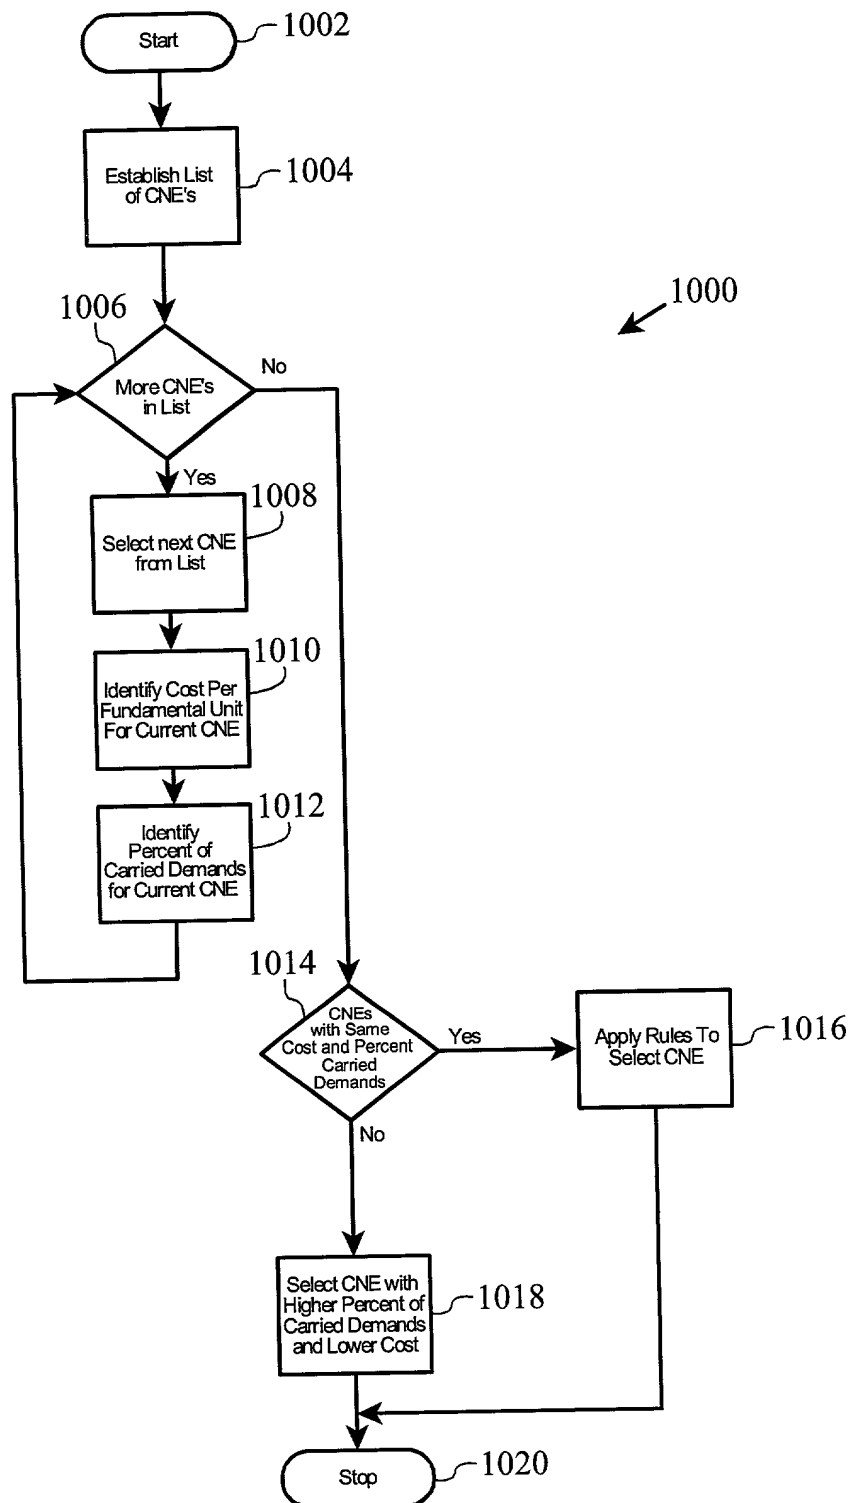 Start
1002
Establish List
of CNE's
1004
1000
1006
More CNE's
in List
No
Yes
1008
Select next CNE
from List
1010
Identify Cost Per
Fundamental Unit
For Current CNE
1012
Identify
Percent of
Carried Demands
for Current CNE
1014
CNEs
with Same
Cost and Percent
Carried
Demands
Yes
Apply Rules To
Select CNE
1016
No
Select CNE with
Higher Percent of
Carried Demands
and Lower Cost
1018
Stop
1020